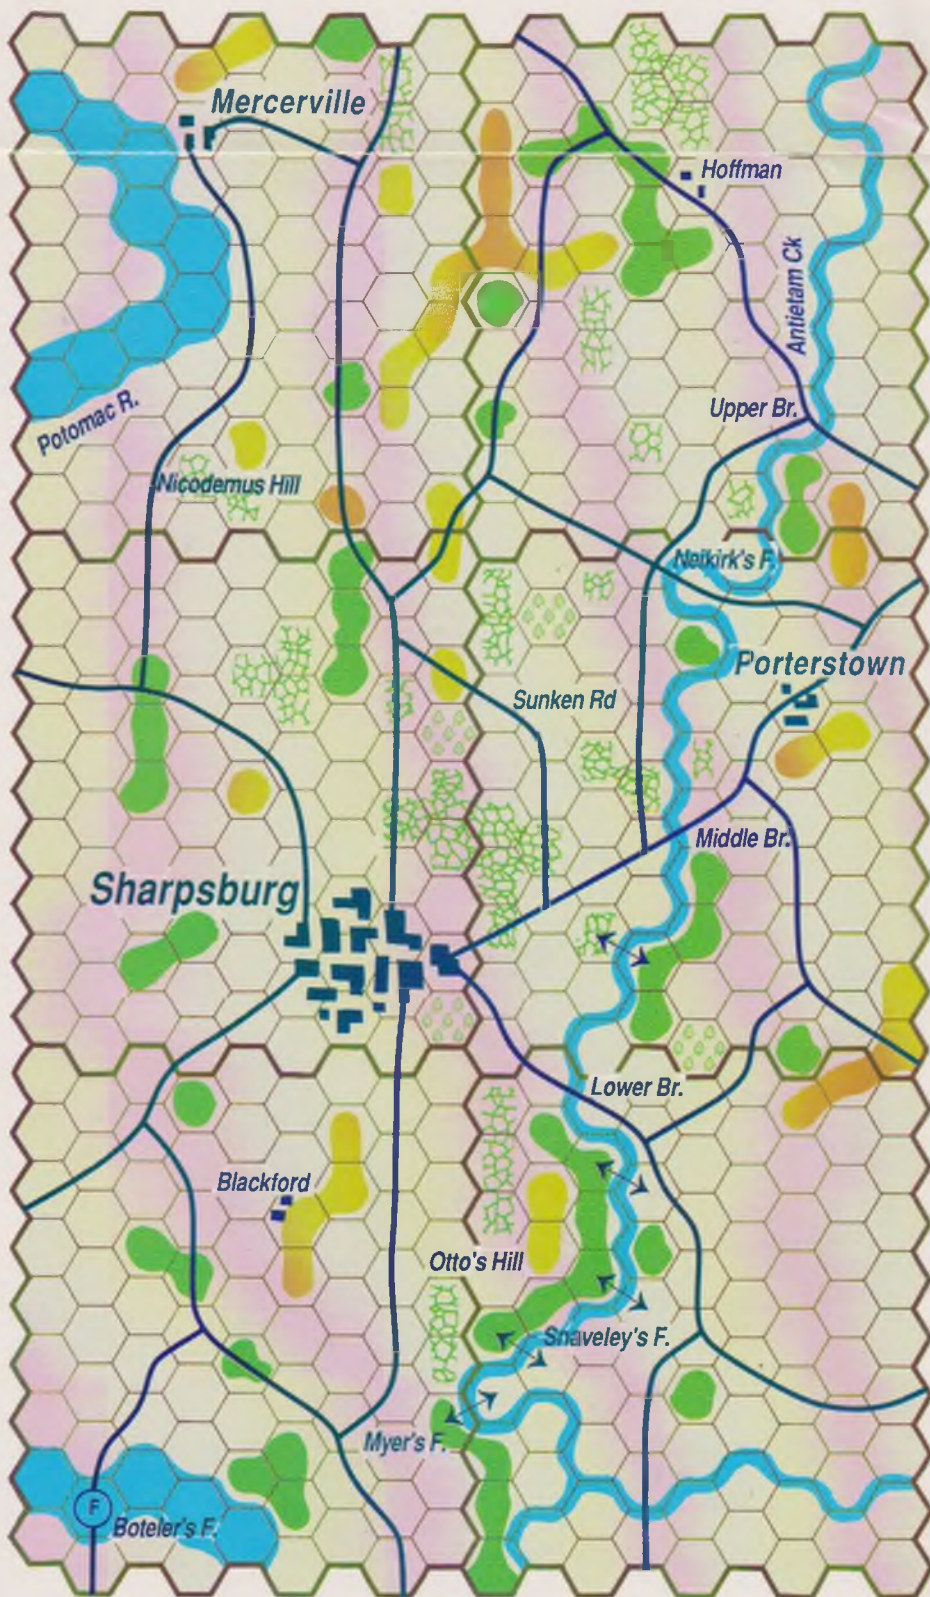 Mercerville
Hoffman
Antietam Ck
Potomac R.
Upper Br.
Nicodemus Hill
Neikirk's F.
Porterstown
Sunken Rd
Middle Br.
Sharpsburg
Lower Br.
Blackford
Otto's Hill
Snaveley's F.
Myer's F.
F
Boteler's F.